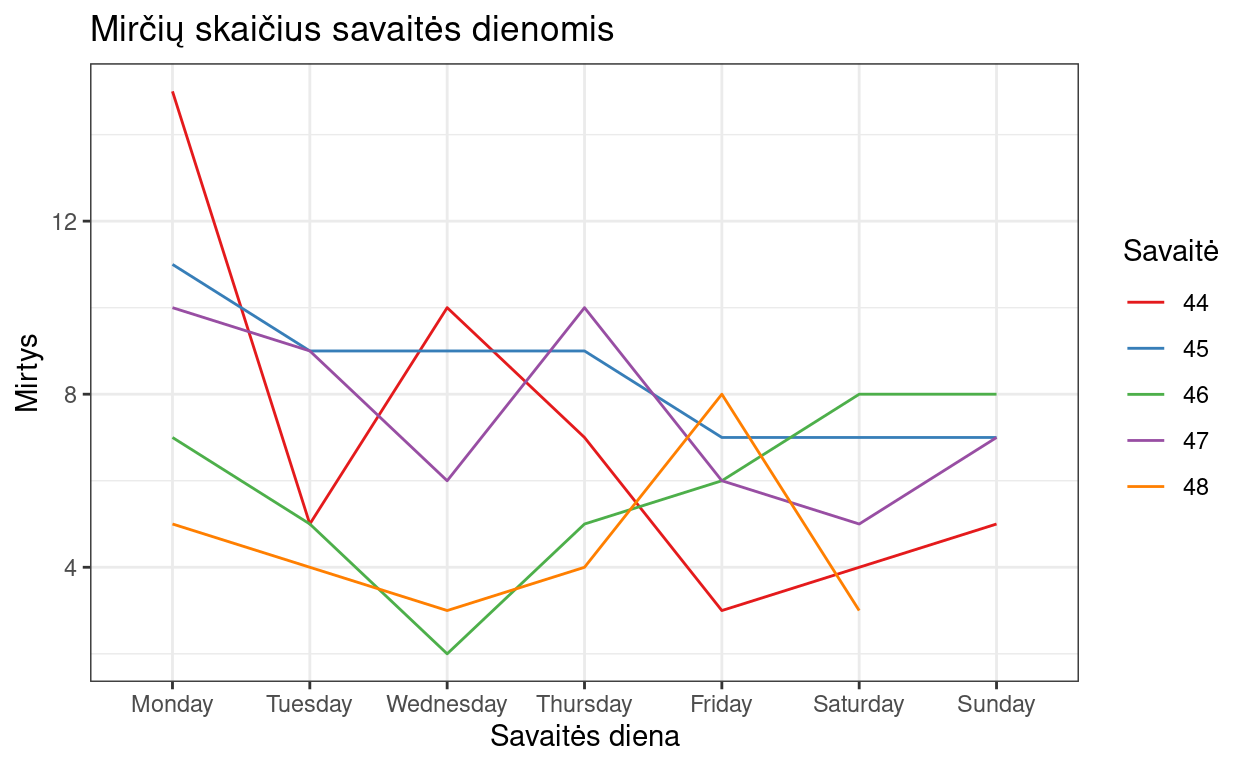 Mirčių skaičius savaitės dienomis
Mirtys
12
8
4
Monday Tuesday Wednesday Thursday Friday Saturday Sunday
Savaitės diena
Savaitė
44
45
46
47
48